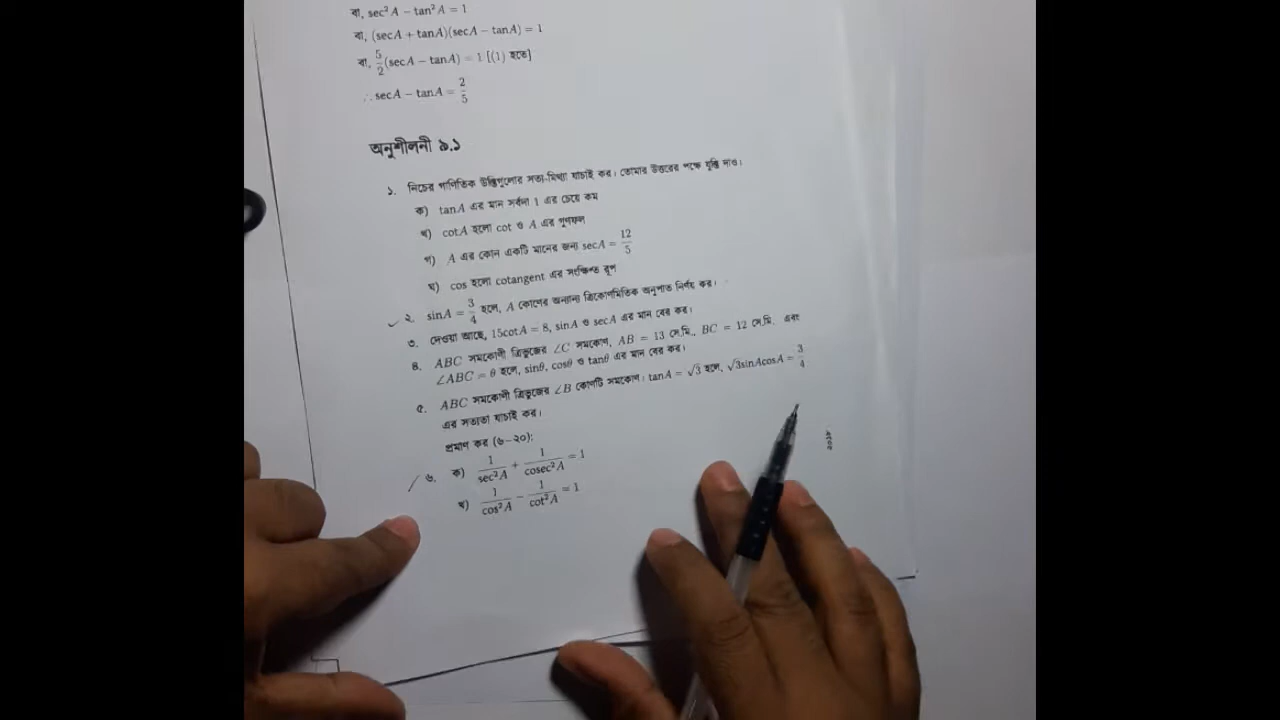 বা, sec²A − tan²A = 1
বা, (secA + tanA)(secA − tanA) = 1
বা, 5/2(secA − tanA) = 1 [(1) হতে]
∴ secA − tanA = 2/5
অনুশীলনী ৯.১
১. নিচের গাণিতিক উক্তিগুলোর সত্য-মিথ্যা যাচাই কর। তোমার উত্তরের পক্ষে যুক্তি দাও।
ক) tanA এর মান সর্বদা 1 এর চেয়ে কম
খ) cotA হলো cot ও A এর গুণফল
গ) A এর কোন একটি মানের জন্য secA = 12/5
ঘ) cos হলো cotangent এর সংক্ষিপ্ত রূপ
২. sinA = 3/4 হলে, A কোণের অন্যান্য ত্রিকোণমিতিক অনুপাত নির্ণয় কর।
৩. দেওয়া আছে, 15cotA = 8, sinA ও secA এর মান বের কর।
৪. ABC সমকোণী ত্রিভুজের ∠C সমকোণ, AB = 13 সে.মি., BC = 12 সে.মি. এবং
∠ABC = θ হলে, sinθ, cosθ ও tanθ এর মান বের কর।
৫. ABC সমকোণী ত্রিভুজের ∠B কোণটি সমকোণ। tanA = √3 হলে, √3sinAcosA = 3/4
এর সত্যতা যাচাই কর।
প্রমাণ কর (৬-২০):
৬. ক) 1/sec²A + 1/cosec²A = 1
খ) 1/cos²A − 1/cot²A = 1